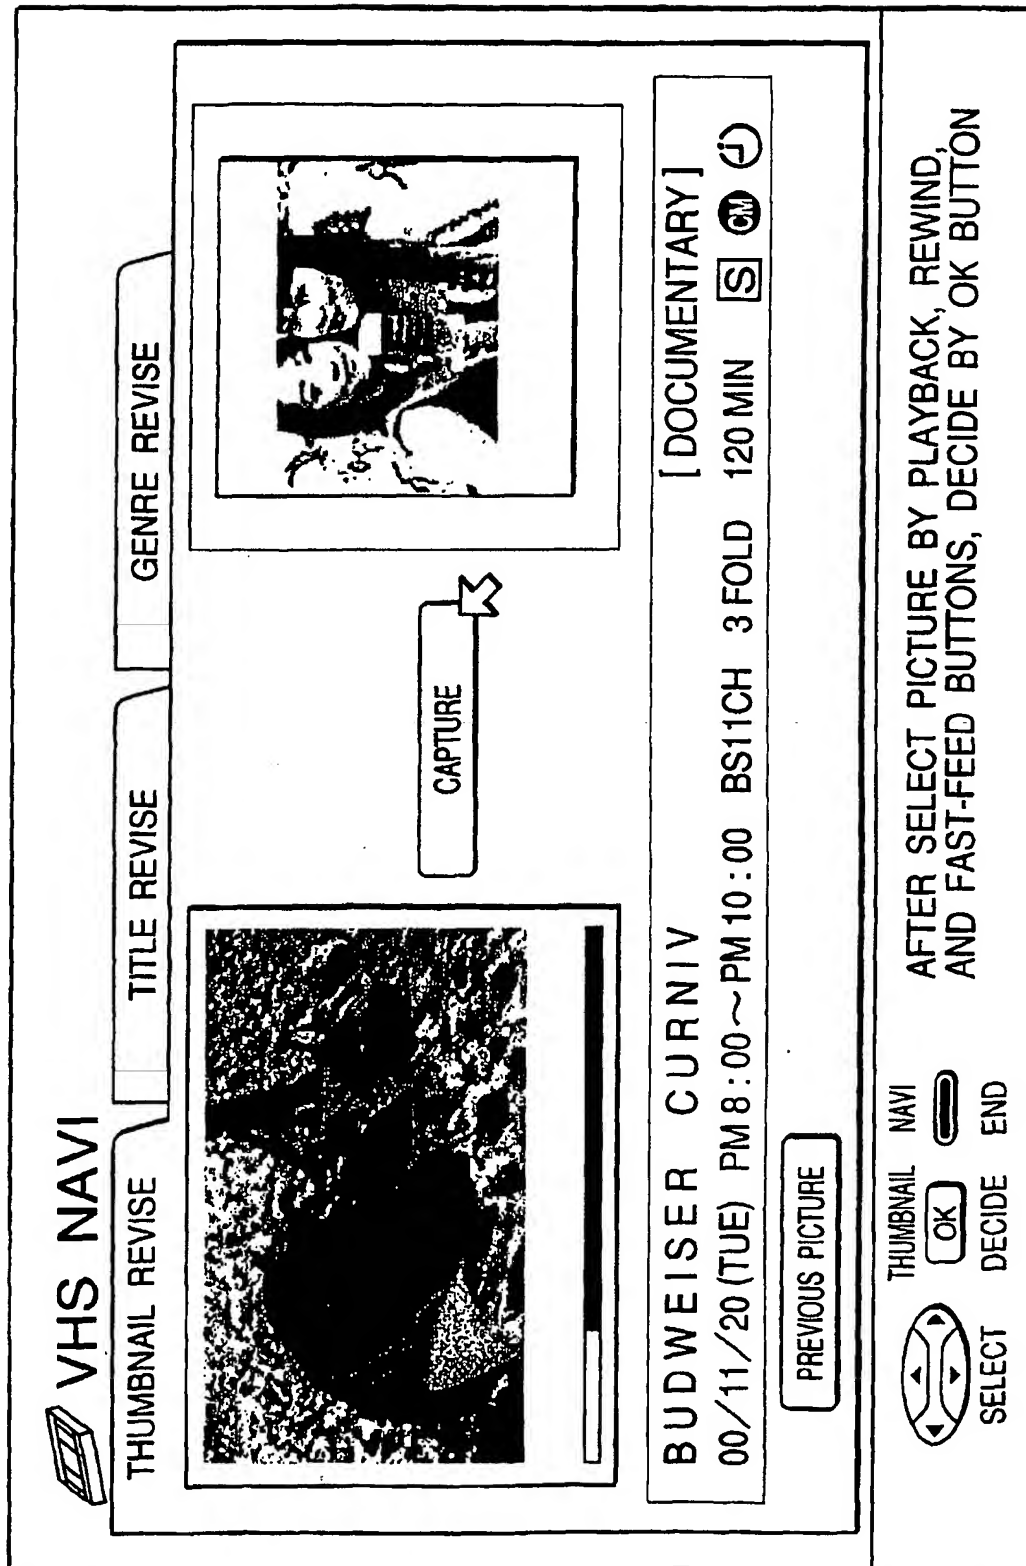 VHS NAVI
THUMBNAIL REVISE
TITLE REVISE
GENRE REVISE
CAPTURE
BUDWEISER CURNIV [DOCUMENTARY]
00/11/20 (TUE) PM 8:00~PM 10:00 BS11CH 3 FOLD 120 MIN S CM
PREVIOUS PICTURE
THUMBNAIL NAVI
OK
SELECT DECIDE END
AFTER SELECT PICTURE BY PLAYBACK, REWIND,
AND FAST-FEED BUTTONS, DECIDE BY OK BUTTON